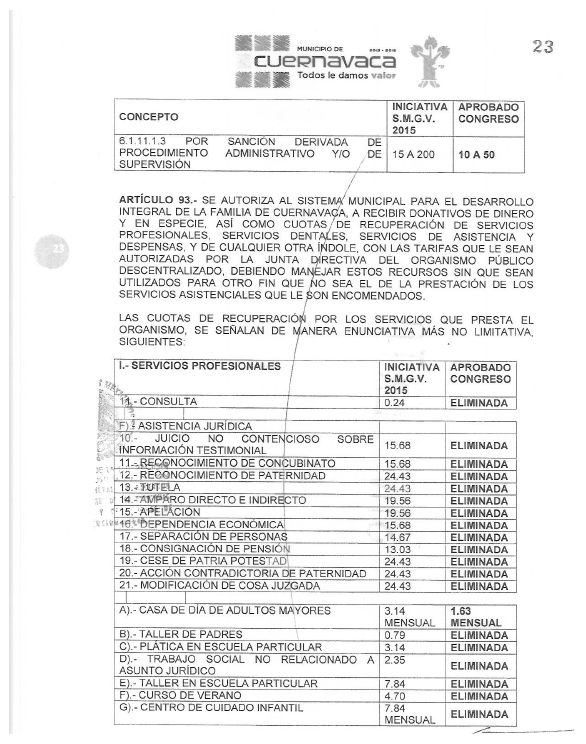 23
MUNICIPIO DE
CUERNAVACA
Todos le damos valor
CONCEPTO INICIATIVA S.M.G.V. 2015 APROBADO CONGRESO
6.1.11.1.3 POR SANCIÓN DERIVADA DE
PROCEDIMIENTO ADMINISTRATIVO Y/O DE 15 A 200 10 A 50
SUPERVISIÓN
ARTÍCULO 93.- SE AUTORIZA AL SISTEMA MUNICIPAL PARA EL DESARROLLO
INTEGRAL DE LA FAMILIA DE CUERNAVACA, A RECIBIR DONATIVOS DE DINERO
Y EN ESPECIE, ASÍ COMO CUOTAS DE RECUPERACIÓN DE SERVICIOS
PROFESIONALES, SERVICIOS DENTALES, SERVICIOS DE ASISTENCIA Y
DESPENSAS, Y DE CUALQUIER OTRA ÍNDOLE, CON LAS TARIFAS QUE LE SEAN
AUTORIZADAS POR LA JUNTA DIRECTIVA DEL ORGANISMO PÚBLICO
DESCENTRALIZADO, DEBIENDO MANEJAR ESTOS RECURSOS SIN QUE SEAN
UTILIZADOS PARA OTRO FIN QUE NO SEA EL DE LA PRESTACIÓN DE LOS
SERVICIOS ASISTENCIALES QUE LE SON ENCOMENDADOS.
LAS CUOTAS DE RECUPERACIÓN POR LOS SERVICIOS QUE PRESTA EL
ORGANISMO, SE SEÑALAN DE MANERA ENUNCIATIVA MÁS NO LIMITATIVA,
SIGUIENTES:
I.- SERVICIOS PROFESIONALES INICIATIVA S.M.G.V. 2015 APROBADO CONGRESO
11.- CONSULTA 0.24 ELIMINADA
F).- ASISTENCIA JURÍDICA
10.- JUICIO NO CONTENCIOSO SOBRE
INFORMACIÓN TESTIMONIAL 15.68 ELIMINADA
11.- RECONOCIMIENTO DE CONCUBINATO 15.68 ELIMINADA
12.- RECONOCIMIENTO DE PATERNIDAD 24.43 ELIMINADA
13.- TUTELA 24.43 ELIMINADA
14.- AMPARO DIRECTO E INDIRECTO 19.56 ELIMINADA
15.- APELACIÓN 19.56 ELIMINADA
16.- DEPENDENCIA ECONÓMICA 15.68 ELIMINADA
17.- SEPARACIÓN DE PERSONAS 14.67 ELIMINADA
18.- CONSIGNACIÓN DE PENSIÓN 13.03 ELIMINADA
19.- CESE DE PATRIA POTESTAD 24.43 ELIMINADA
20.- ACCIÓN CONTRADICTORIA DE PATERNIDAD 24.43 ELIMINADA
21.- MODIFICACIÓN DE COSA JUZGADA 24.43 ELIMINADA
A).- CASA DE DÍA DE ADULTOS MAYORES 3.14 MENSUAL 1.63 MENSUAL
B).- TALLER DE PADRES 0.79 ELIMINADA
C).- PLÁTICA EN ESCUELA PARTICULAR 3.14 ELIMINADA
D).- TRABAJO SOCIAL NO RELACIONADO A
ASUNTO JURÍDICO 2.35 ELIMINADA
E).- TALLER EN ESCUELA PARTICULAR 7.84 ELIMINADA
F).- CURSO DE VERANO 4.70 ELIMINADA
G).- CENTRO DE CUIDADO INFANTIL 7.84 MENSUAL ELIMINADA